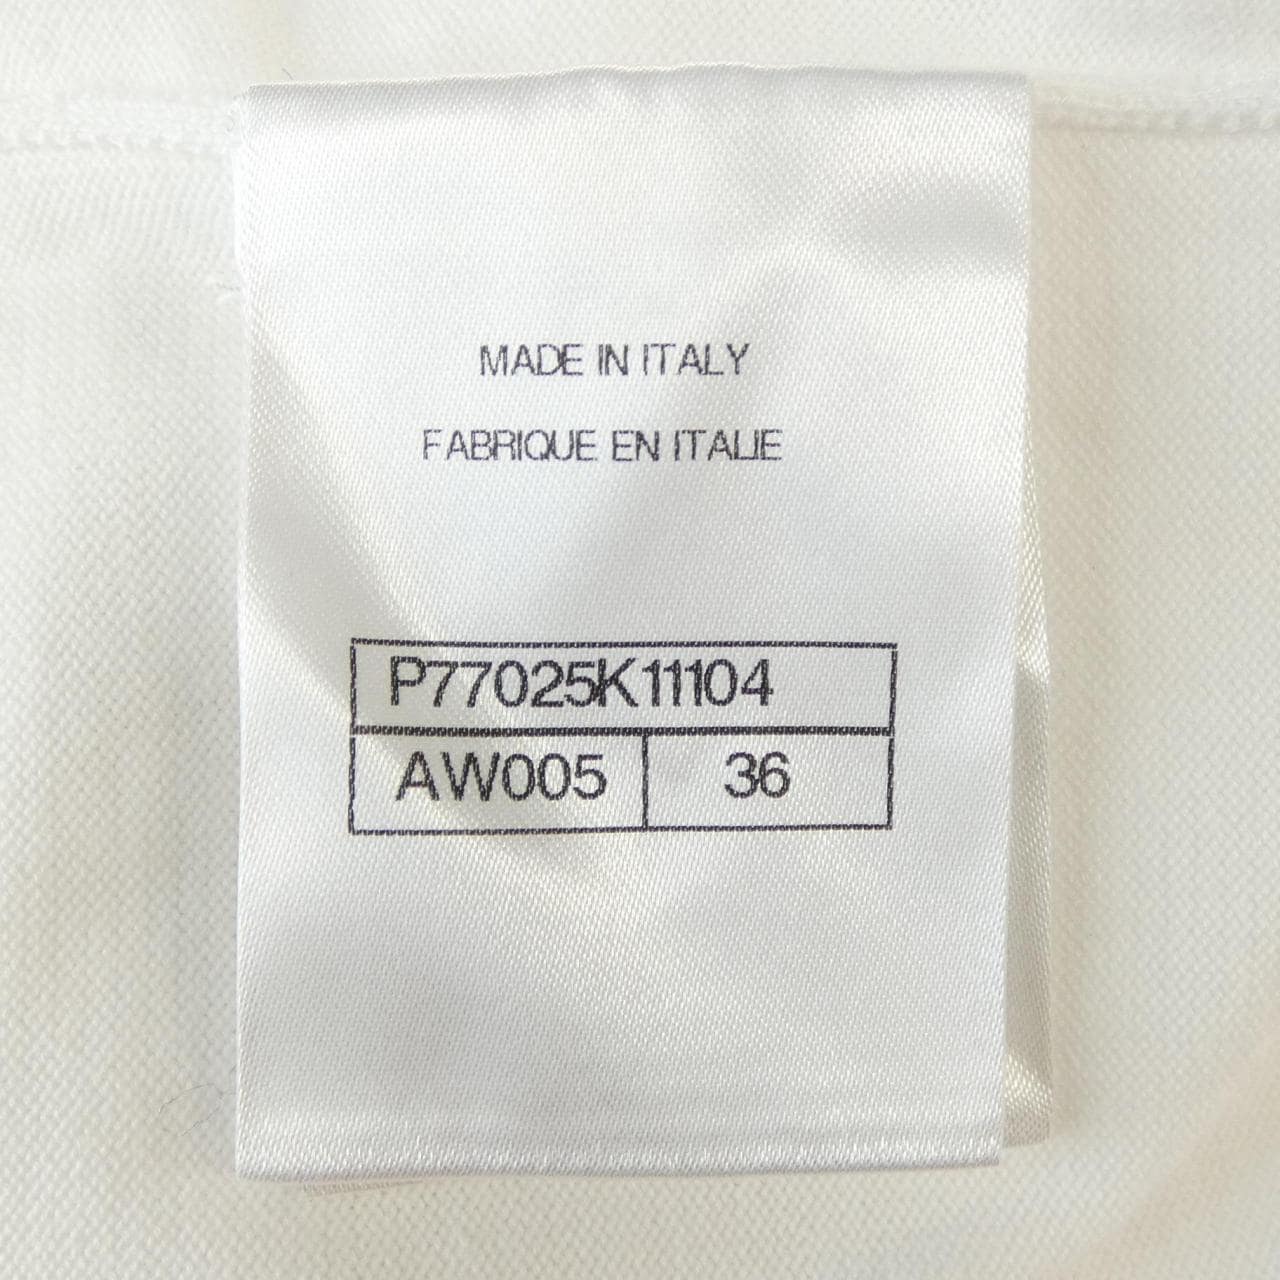 MADE IN ITALY
FABRIQUE EN ITALIE
P77025K11104
AW005 36